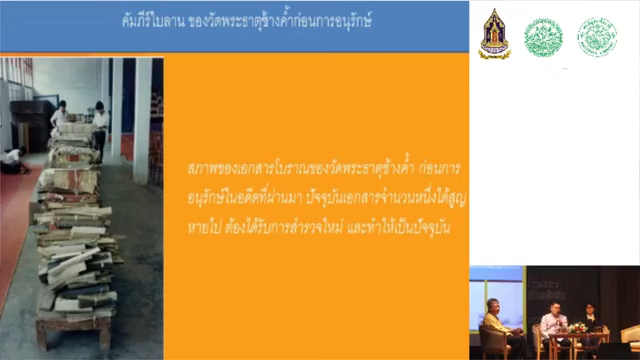 คัมภีร์ใบลาน ของวัดพระธาตุช้างค้ำก่อนการอนุรักษ์
สภาพของเอกสารโบราณของวัดพระธาตุช้างค้ำ ก่อนการ
อนุรักษ์ในอดีตที่ผ่านมา ปัจจุบันเอกสารจำนวนหนึ่งได้สูญ
หายไป ต้องได้รับการสำรวจใหม่ และทำให้เป็นปัจจุบัน